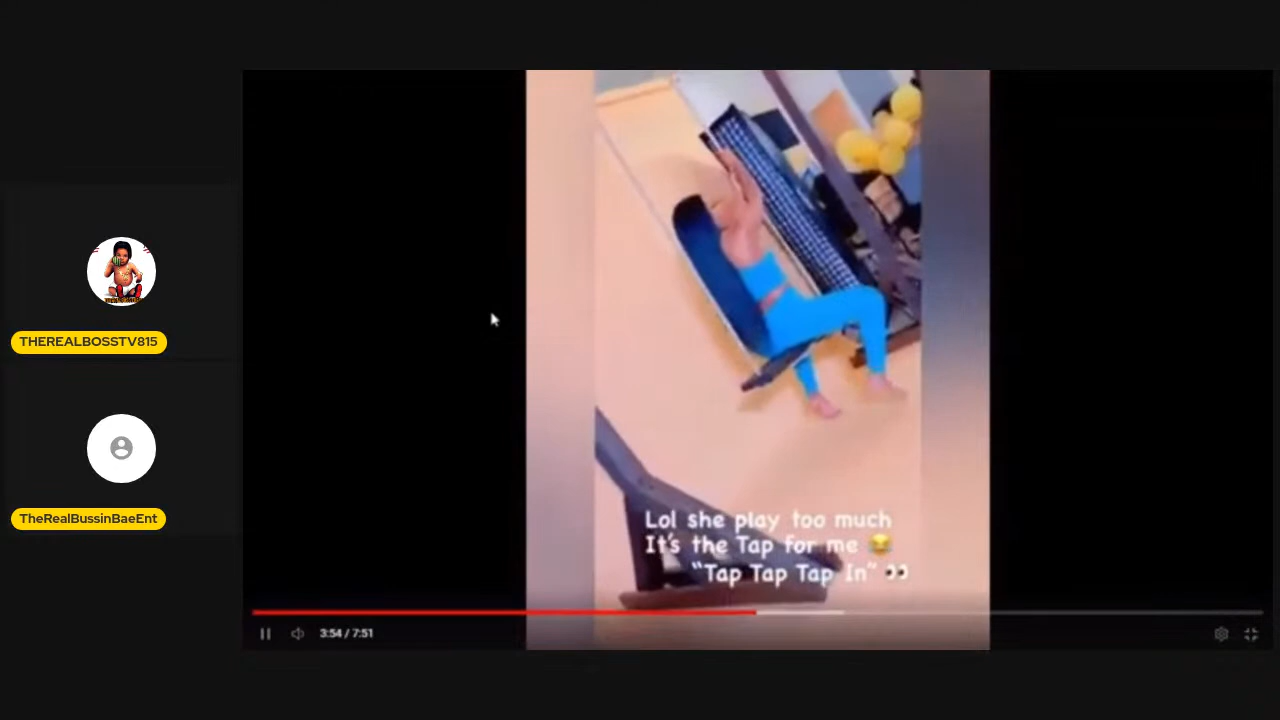 THEREALBOSSTV815
TheRealBussinBaeEnt
Lol she play too much
It's the Tap for me 😂
"Tap Tap Tap In" 👀
3:54 / 7:51